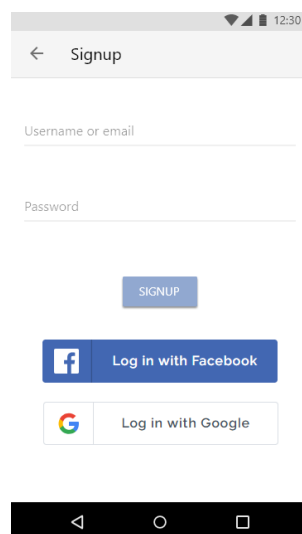 12:30
Signup
Username or email
Password
SIGNUP
Log in with Facebook
Log in with Google